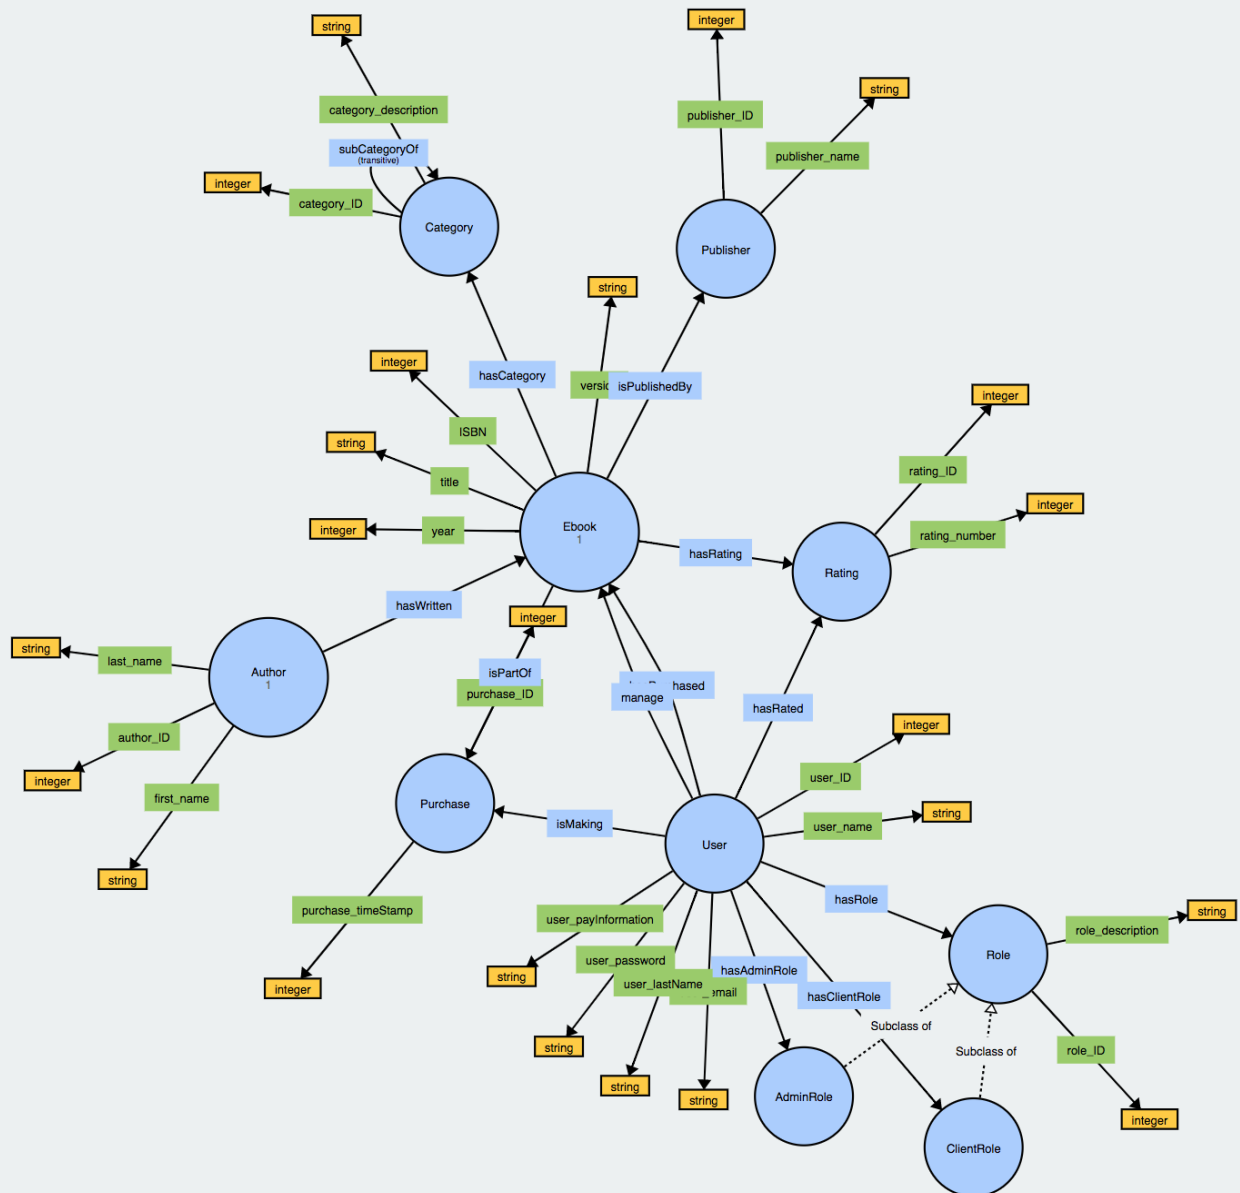 integer
string
string
category_description
publisher_ID
subCategoryOf
(transitive)
publisher_name
integer
category_ID
Category
Publisher
string
integer
hasCategory
isPublishedBy
integer
ISBN
string
rating_ID
title
integer
integer
year
Ebook
1
rating_number
hasRating
Rating
hasWritten
integer
string
last_name
Author
1
isPartOf
purchase_ID
manage
hasRated
author_ID
integer
integer
user_ID
first_name
Purchase
string
isMaking
user_name
User
string
hasRole
purchase_timeStamp
user_payInformation
string
role_description
Role
user_password
hasAdminRole
string
user_lastName
integer
hasClientRole
Subclass of
string
Subclass of
role_ID
string
string
AdminRole
integer
ClientRole